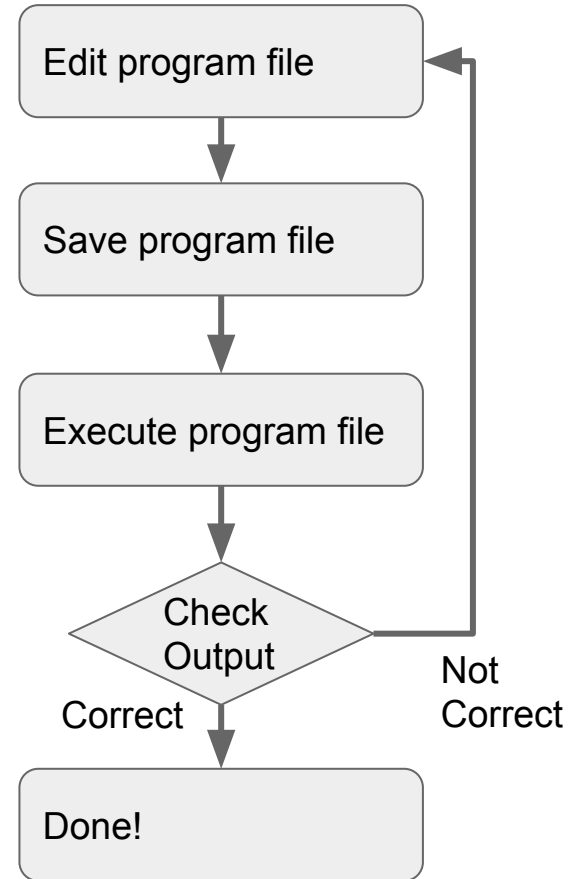 Edit program file
Save program file
Execute program file
Check
Output
Not
Correct
Correct
Done!